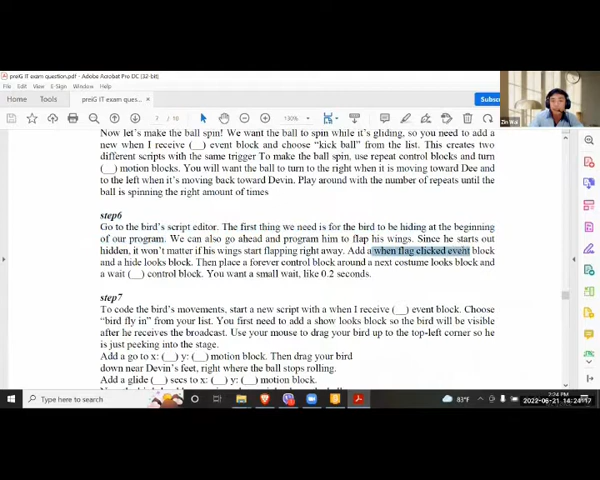 preiG IT exam question.pdf - Adobe Acrobat Pro DC (32-bit)
File Edit View E-Sign Window
Home Tools preiG IT exam ques... ×
7 / 10 130%
Subsc
Zin Wai
Now let's make the ball spin! We want the ball to spin while it's gliding, so you need to add a
new when I receive (__) event block and choose “kick ball” from the list. This creates two
different scripts with the same trigger To make the ball spin, use repeat control blocks and turn
(__) motion blocks. You will want the ball to turn to the right when it is moving toward Dee and
to the left when it's moving back toward Devin. Play around with the number of repeats until the
ball is spinning the right amount of times
step6
Go to the bird's script editor. The first thing we need is for the bird to be hiding at the beginning
of our program. We can also go ahead and program him to flap his wings. Since he starts out
hidden, it won't matter if his wings start flapping right away. Add a when flag clicked event block
and a hide looks block. Then place a forever control block around a next costume looks block and
a wait (__) control block. You want a small wait, like 0.2 seconds.
step7
To code the bird's movements, start a new script with a when I receive (__) event block. Choose
“bird fly in” from your list. You first need to add a show looks block so the bird will be visible
after he receives the broadcast. Use your mouse to drag your bird up to the top-left corner so he
is just peeking into the stage.
Add a go to x: (__) y: (__) motion block. Then drag your bird
down near Devin's feet, right where the ball stops rolling.
Add a glide (__) secs to x: (__) y: (__) motion block.
Type here to search
83°F
2:24 PM
2022-06-21 14:24:17